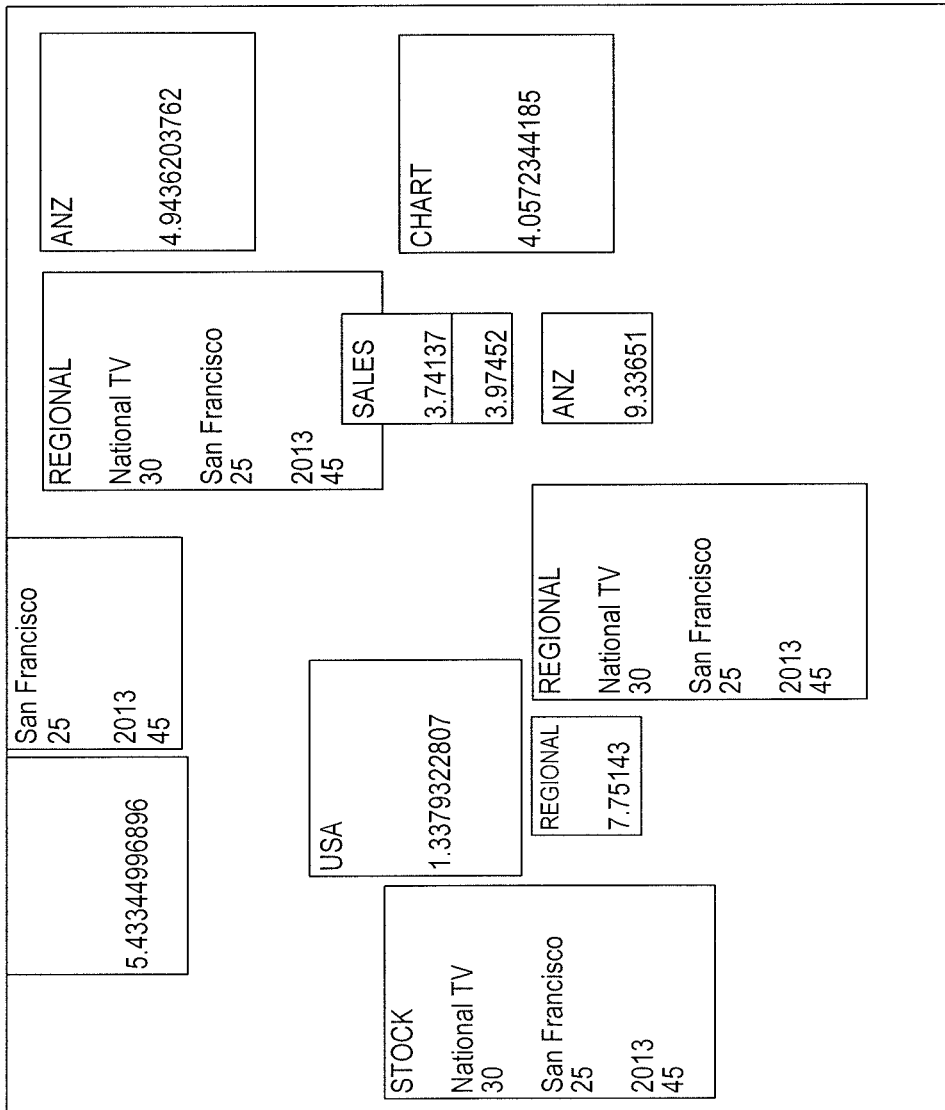 5.43344996896
San Francisco
25
2013
45
REGIONAL
National TV
30
San Francisco
25
2013
45
ANZ
4.9436203762
USA
1.3379322807
SALES
3.74137
3.97452
CHART
4.0572344185
STOCK
National TV
30
San Francisco
25
2013
45
REGIONAL
7.75143
REGIONAL
National TV
30
San Francisco
25
2013
45
ANZ
9.33651